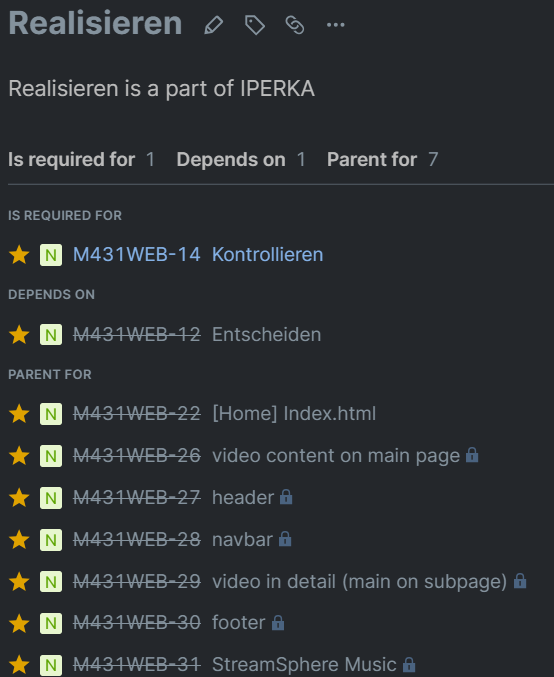 Realisieren
Realisieren is a part of IPERKA
Is required for 1 Depends on 1 Parent for 7
IS REQUIRED FOR
N M431WEB-14 Kontrollieren
DEPENDS ON
N M431WEB-12 Entscheiden
PARENT FOR
N M431WEB-22 [Home] Index.html
N M431WEB-26 video content on main page
N M431WEB-27 header
N M431WEB-28 navbar
N M431WEB-29 video in detail (main on subpage)
N M431WEB-30 footer
N M431WEB-31 StreamSphere Music